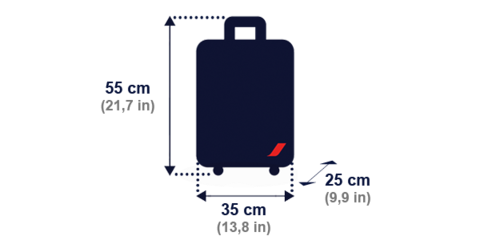 55 cm
(21,7 in)
25 cm
(9,9 in)
35 cm
(13,8 in)